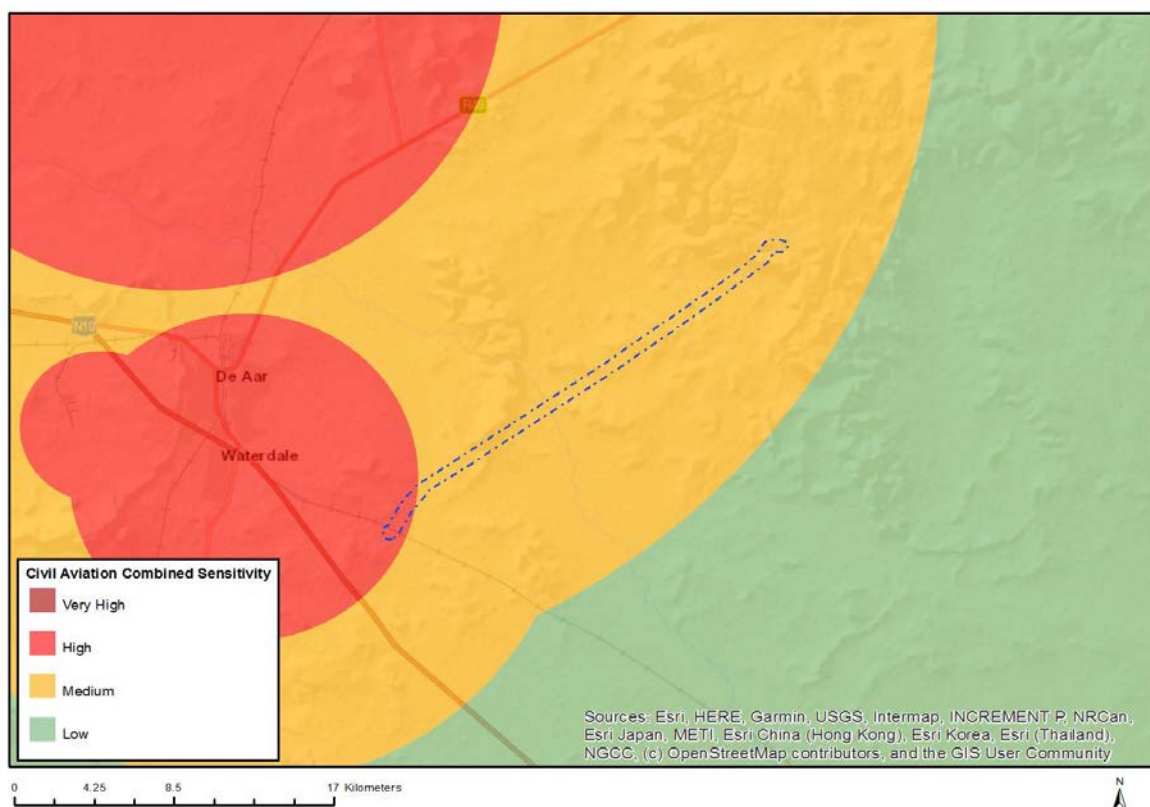 N10
De Aar
Waterdale
Civil Aviation Combined Sensitivity
Very High
High
Medium
Low
Sources: Esri, HERE, Garmin, USGS, Intermap, INCREMENT P, NRCan,
Esri Japan, METI, Esri China (Hong Kong), Esri Korea, Esri (Thailand),
NGCC, (c) OpenStreetMap contributors, and the GIS User Community
0 4.25 8.5 17 Kilometers
N